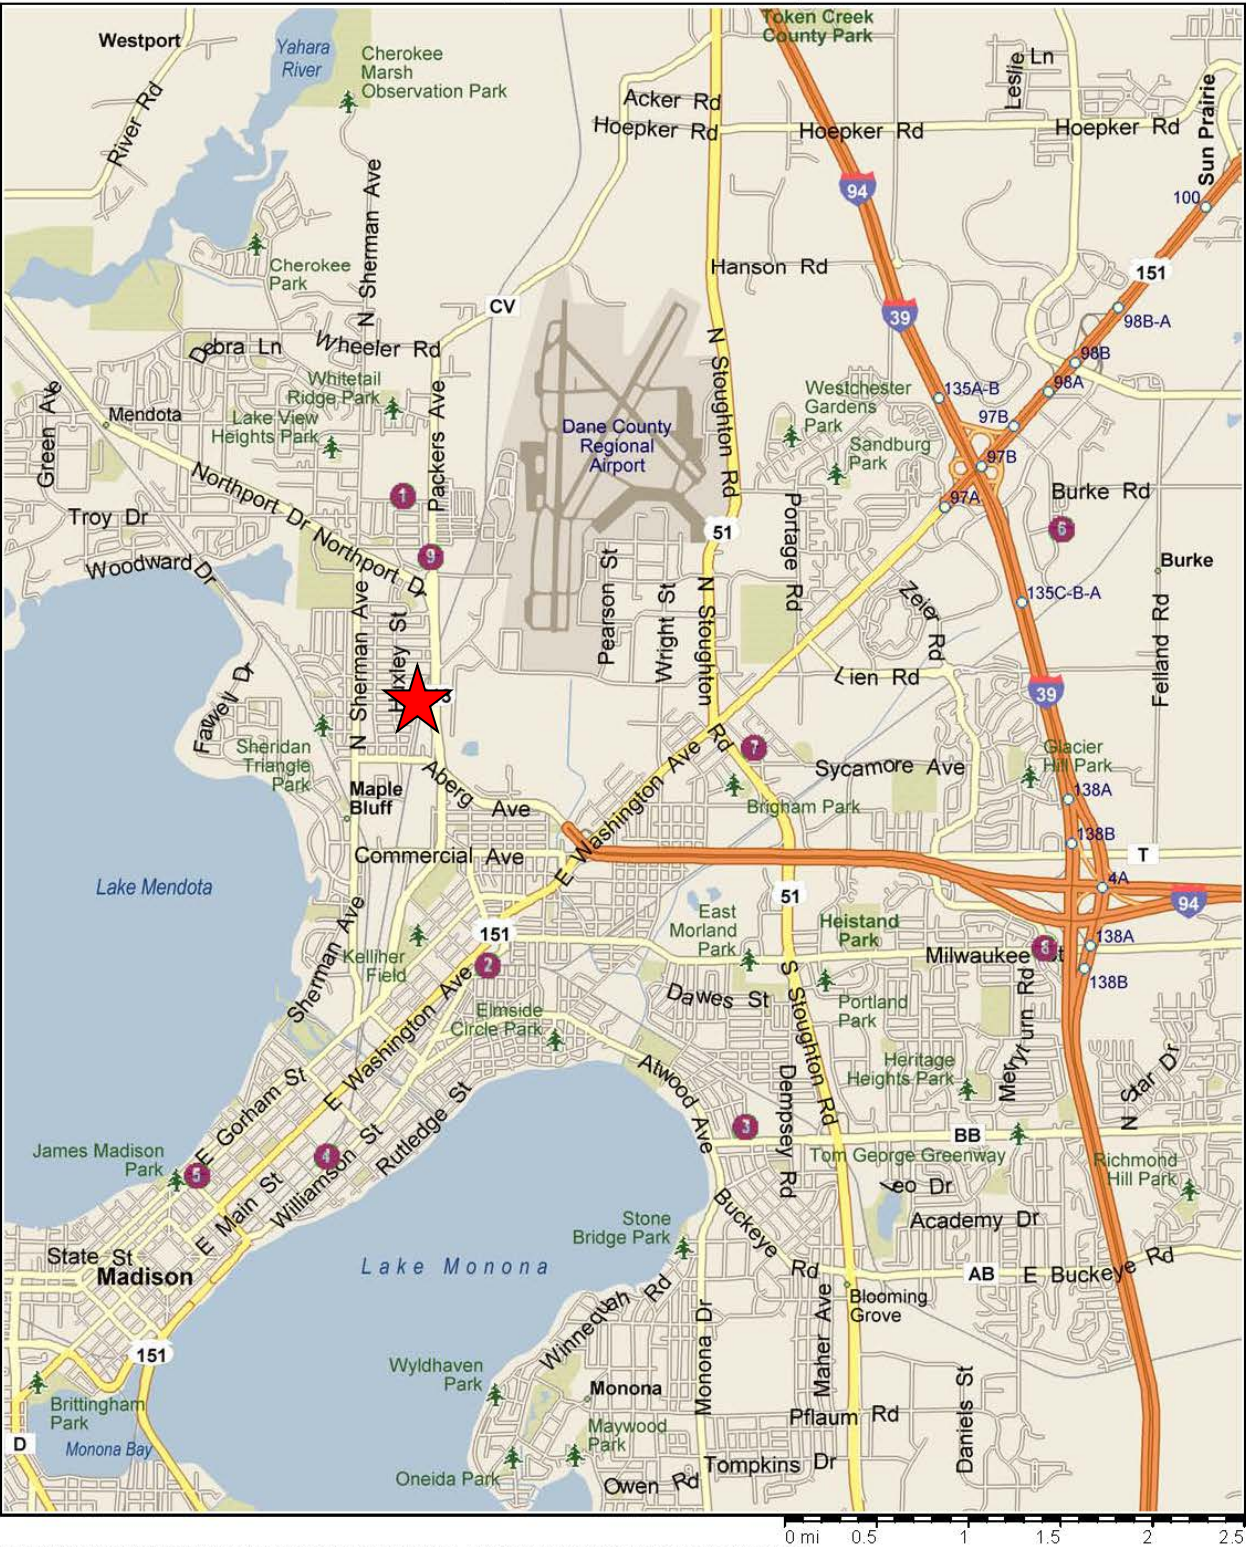 Token Creek
County Park
Westport
Yahara
River
Cherokee
Marsh
Observation Park
Leslie Ln
River Rd
Acker Rd
Hoepker Rd
Hoepker Rd
Hoepker Rd
Sun Prairie
94
100
N Sherman Ave
Cherokee
Park
Hanson Rd
151
CV
39
98B-A
Debra Ln
Wheeler Rd
N Stoughton Rd
98B
Whitetail
Ridge Park
Packers Ave
Westchester
Gardens
Park
135A-B
98A
Green Ave
Mendota
Lake View
Heights Park
Dane County
Regional
Airport
97B
Sandburg
Park
97B
Northport Dr
1
97A
Burke Rd
Troy Dr
Northport Dr
51
Portage Rd
6
Woodward Dr
9
Burke
N Sherman Ave
Pearson St
Wright St
N Stoughton
Rd
Zeier Rd
135C-B-A
Felland Rd
Lien Rd
39
Fawell Dr
Sheridan
Triangle
Park
7
Glacier
Hill Park
Maple
Bluff
Aberg Ave
E Washington Ave
Sycamore Ave
138A
Brigham Park
138B
Commercial Ave
T
Lake Mendota
4A
51
94
East
Morland
Park
Heistand
Park
151
Sherman Ave
Kelliher
Field
2
Milwaukee
8
138A
138B
Dawes St
S Stoughton Rd
Portland
Park
Merryturn Rd
Elmside
Circle Park
E Washington Ave
Atwood Ave
Heritage
Heights Park
N Star Dr
Dempsey Rd
E Gorham St
Rutledge St
3
BB
James Madison
Park
5
4
Williamson St
Tom George Greenway
Richmond
Hill Park
E Main St
Buckeye Rd
Leo Dr
Stone
Bridge Park
Academy Dr
State St
Madison
Lake Monona
AB
E Buckeye Rd
Winnequah Rd
Blooming
Grove
Monona Dr
Maher Ave
151
Wyldhaven
Park
Monona
Daniels St
Brittingham
Park
Maywood
Park
Pflaum Rd
D
Monona Bay
Oneida Park
Owen Rd
Tompkins Dr
0 mi 0.5 1 1.5 2 2.5